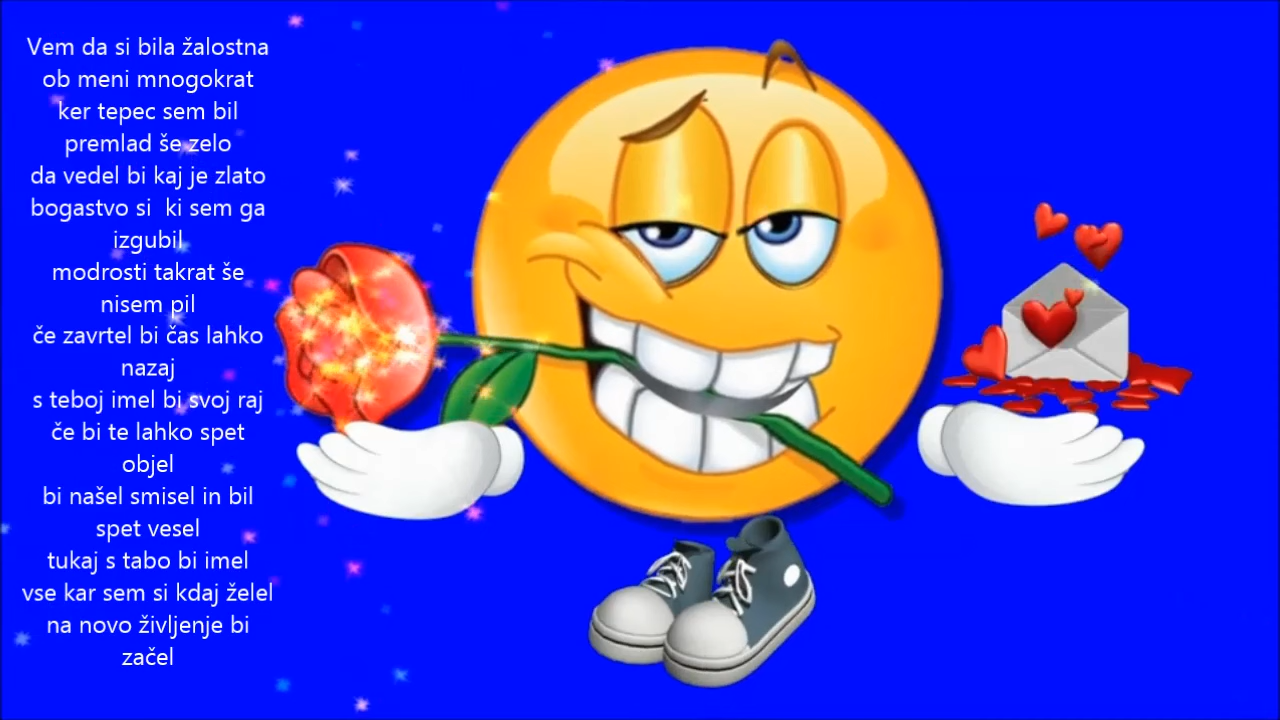 Vem da si bila žalostna
ob meni mnogokrat
ker tepec sem bil
premlad še zelo
da vedel bi kaj je zlato
bogastvo si  ki sem ga
izgubil
modrosti takrat še
nisem pil
če zavrtel bi čas lahko
nazaj
s teboj imel bi svoj raj
če bi te lahko spet
objel
bi našel smisel in bil
spet vesel
tukaj s tabo bi imel
vse kar sem si kdaj želel
na novo življenje bi
začel